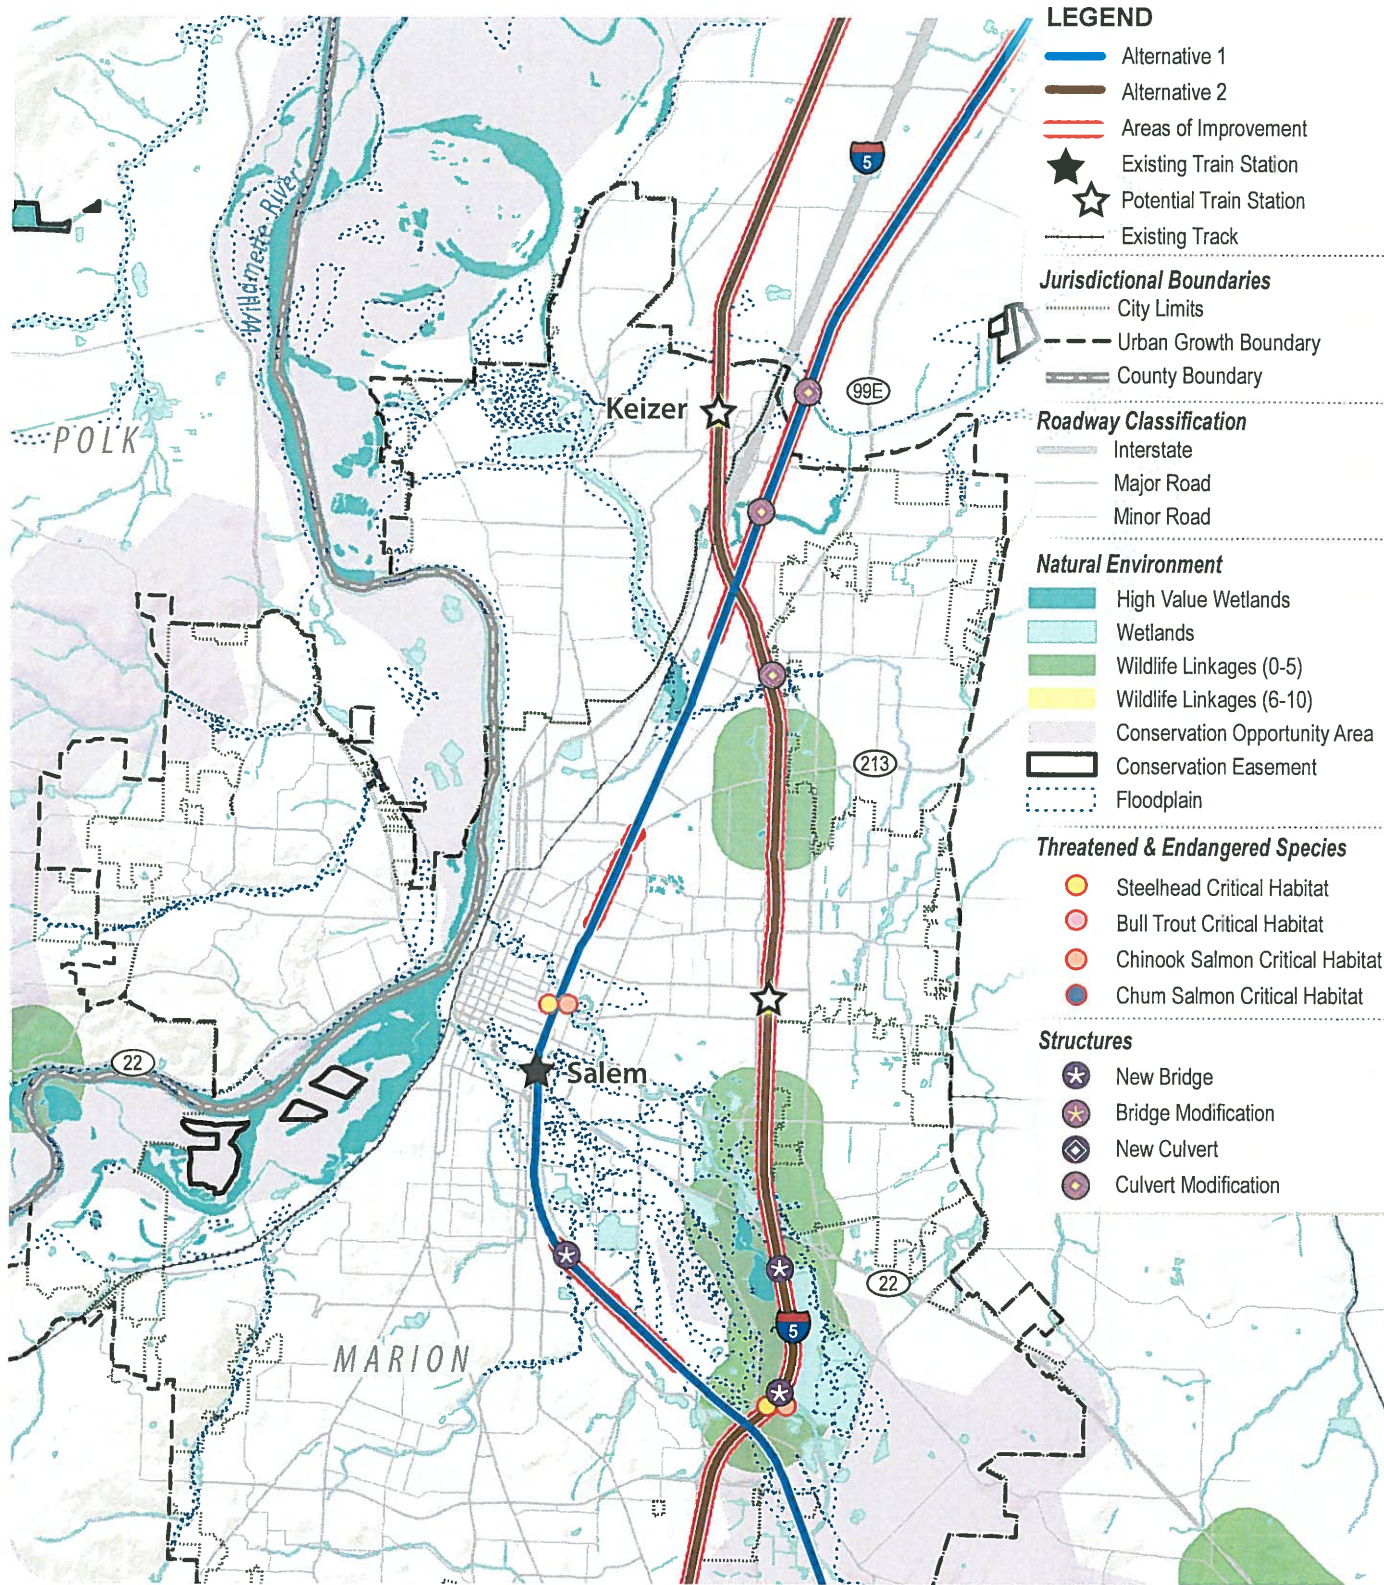 LEGEND
Alternative 1
Alternative 2
Areas of Improvement
Existing Train Station
Potential Train Station
Existing Track
Jurisdictional Boundaries
City Limits
Urban Growth Boundary
County Boundary
Roadway Classification
Interstate
Major Road
Minor Road
Natural Environment
High Value Wetlands
Wetlands
Wildlife Linkages (0-5)
Wildlife Linkages (6-10)
Conservation Opportunity Area
Conservation Easement
Floodplain
Threatened & Endangered Species
Steelhead Critical Habitat
Bull Trout Critical Habitat
Chinook Salmon Critical Habitat
Chum Salmon Critical Habitat
Structures
New Bridge
Bridge Modification
New Culvert
Culvert Modification
5
Willamette River
99E
Keizer
POLK
213
22
Salem
22
5
MARION